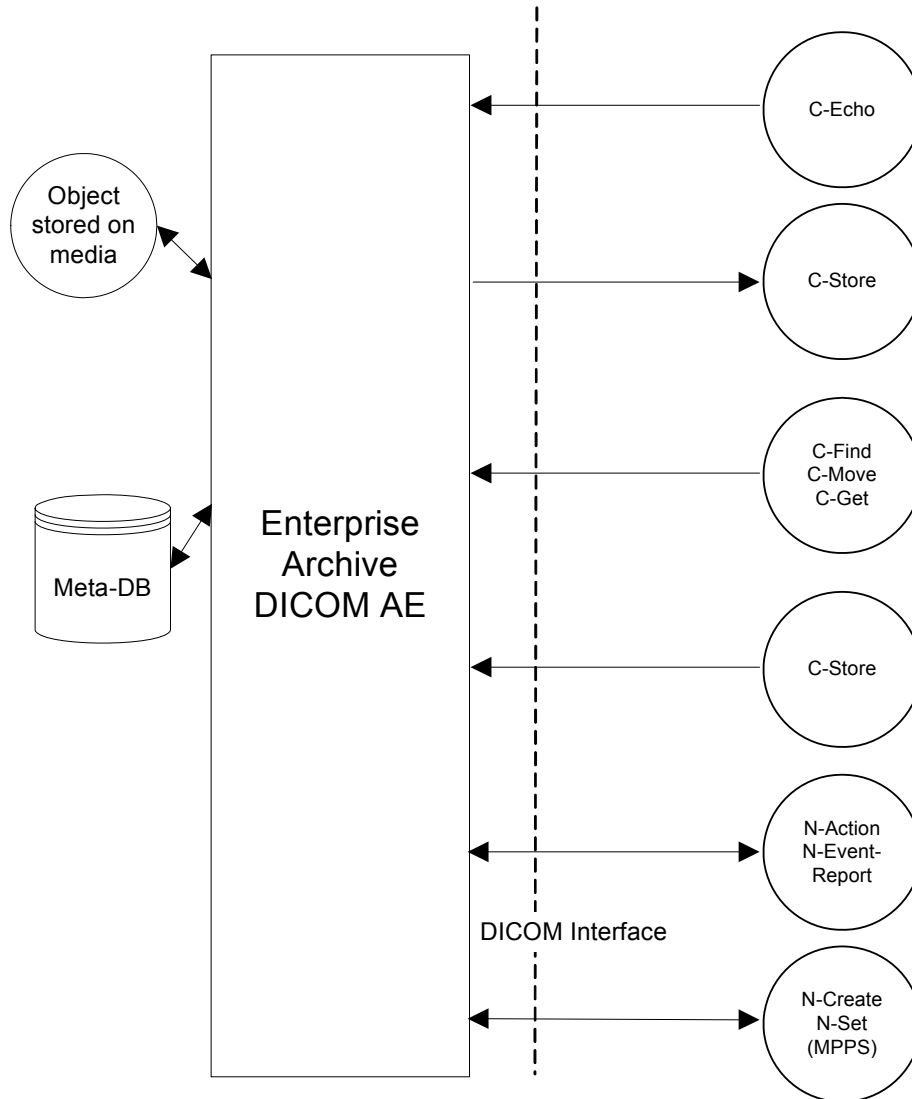 C-Echo
Object
stored on
media
C-Store
C-Find
C-Move
C-Get
Enterprise
Archive
DICOM AE
Meta-DB
C-Store
N-Action
N-Event-
Report
DICOM Interface
N-Create
N-Set
(MPPS)